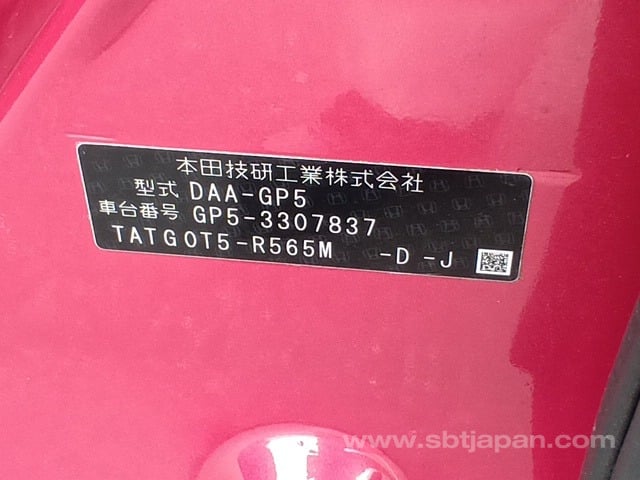 本田技研工業株式会社
型式 DAA-GP5
車台番号 GP5-3307837
TATG0T5-R565M -D -J
www.sbtjapan.com